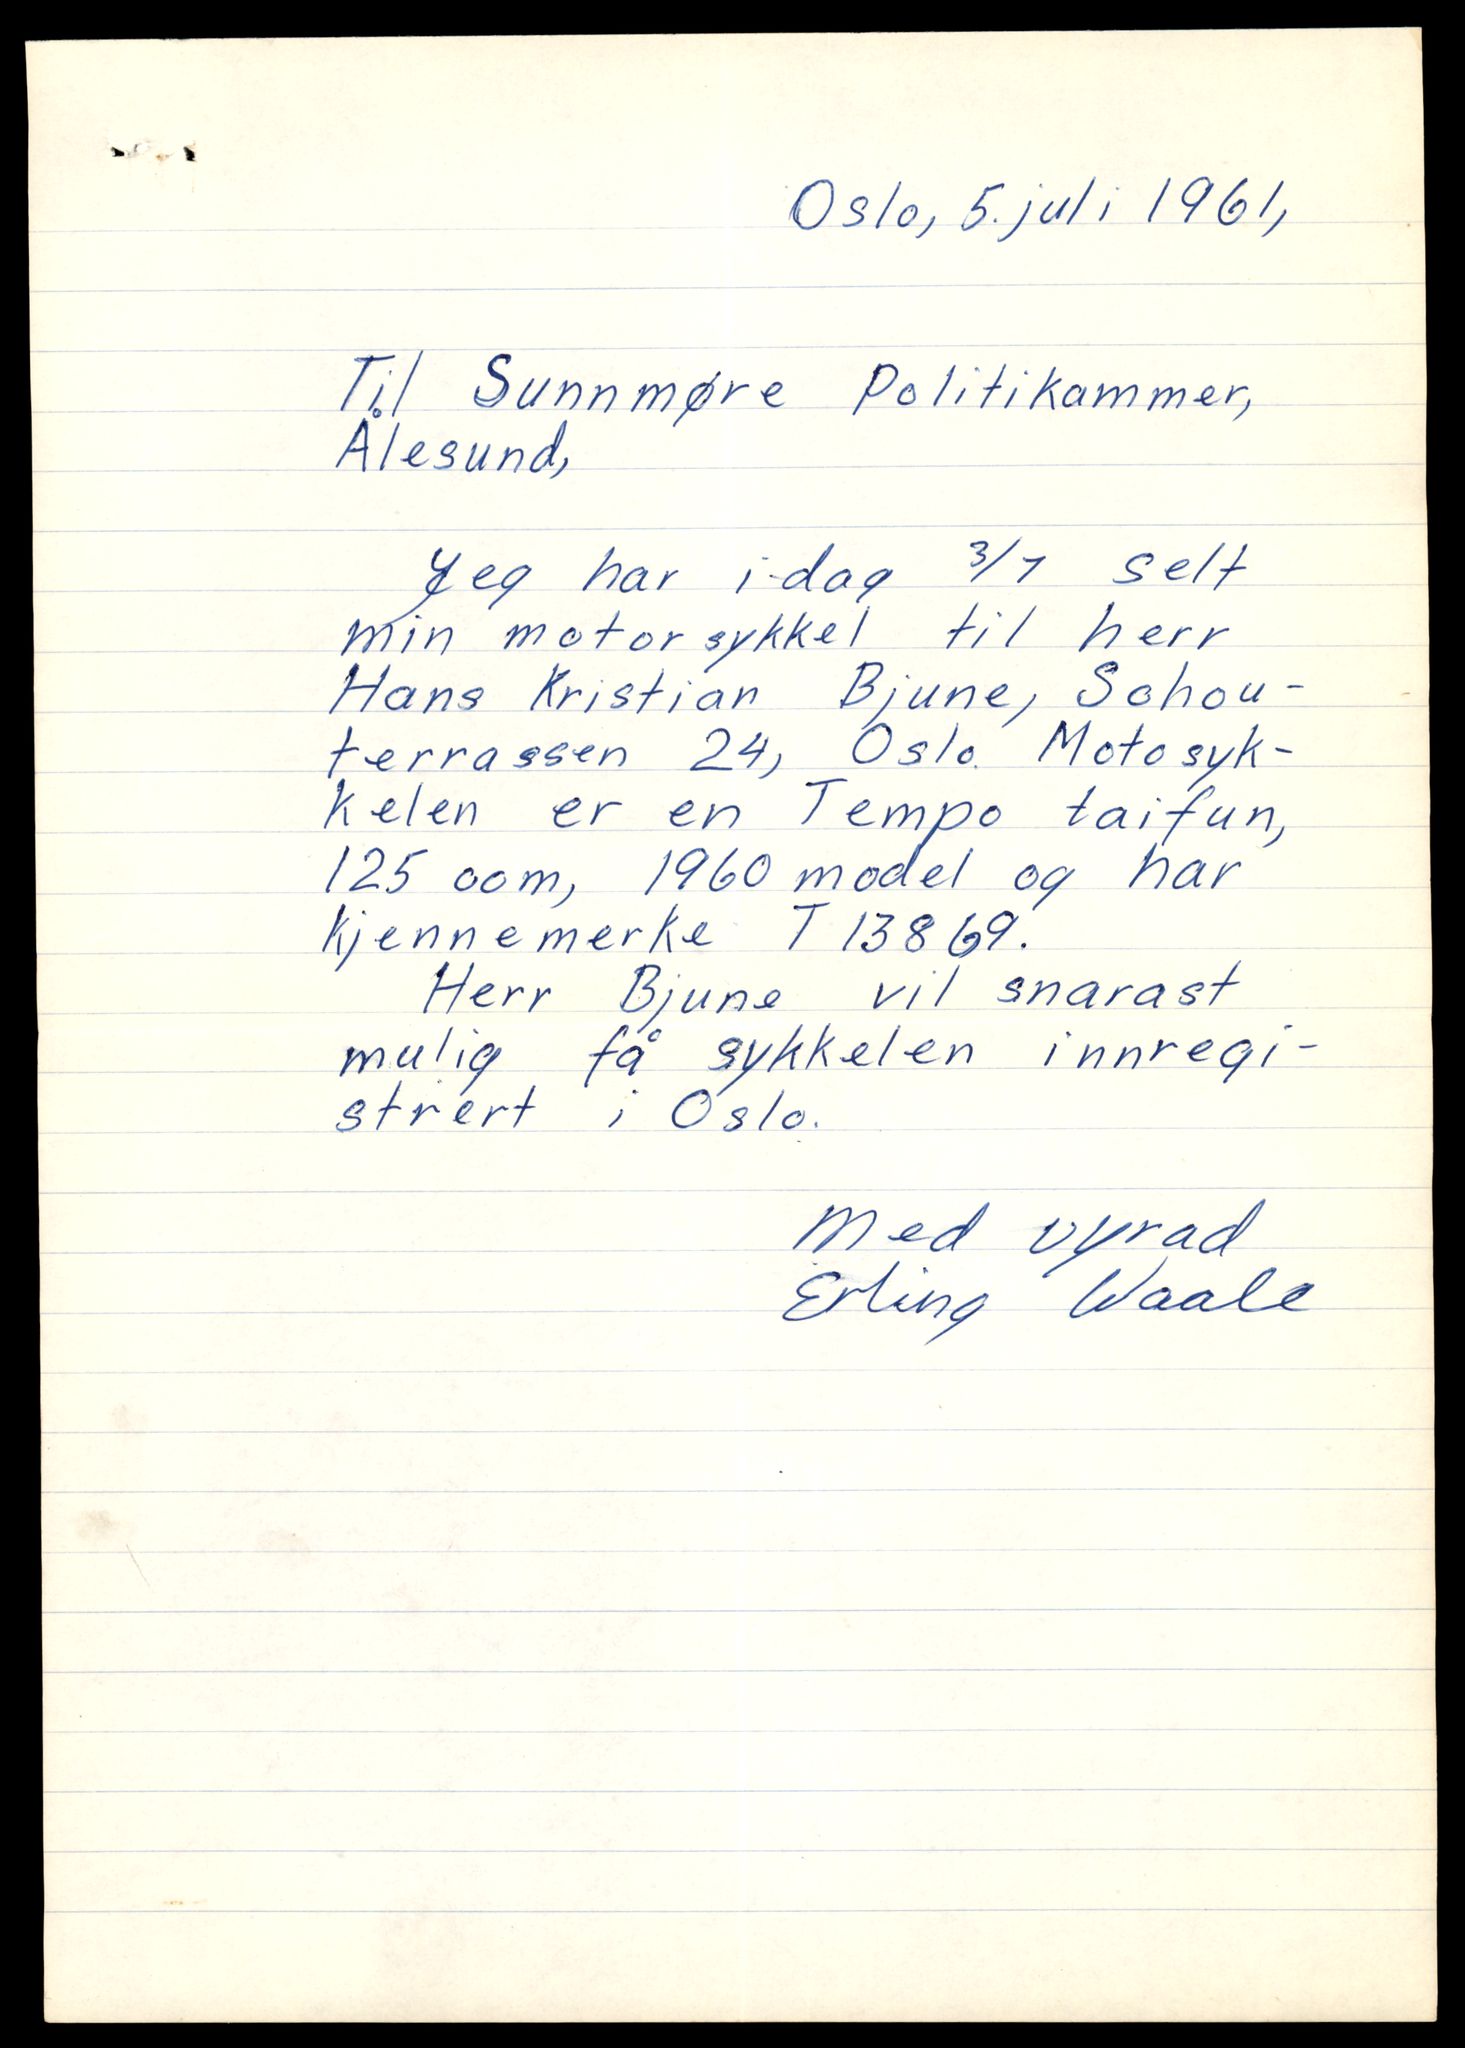 Oslo, 5. juli 1961,
Til Sunnmøre Politikammer,
Ålesund,
Jeg har i dag 3/7 selt
min motorsykkel til herr
Hans Kristian Bjune, Schou-
terrassen 24, Oslo. Motosyk-
kelen er en Tempo taifun,
125 ccm, 1960 model og har
kjennemerke T 13869.
Herr Bjune vil snarast
mulig få sykkelen innregi-
strert i Oslo.
Med vyrad
Erling Waale